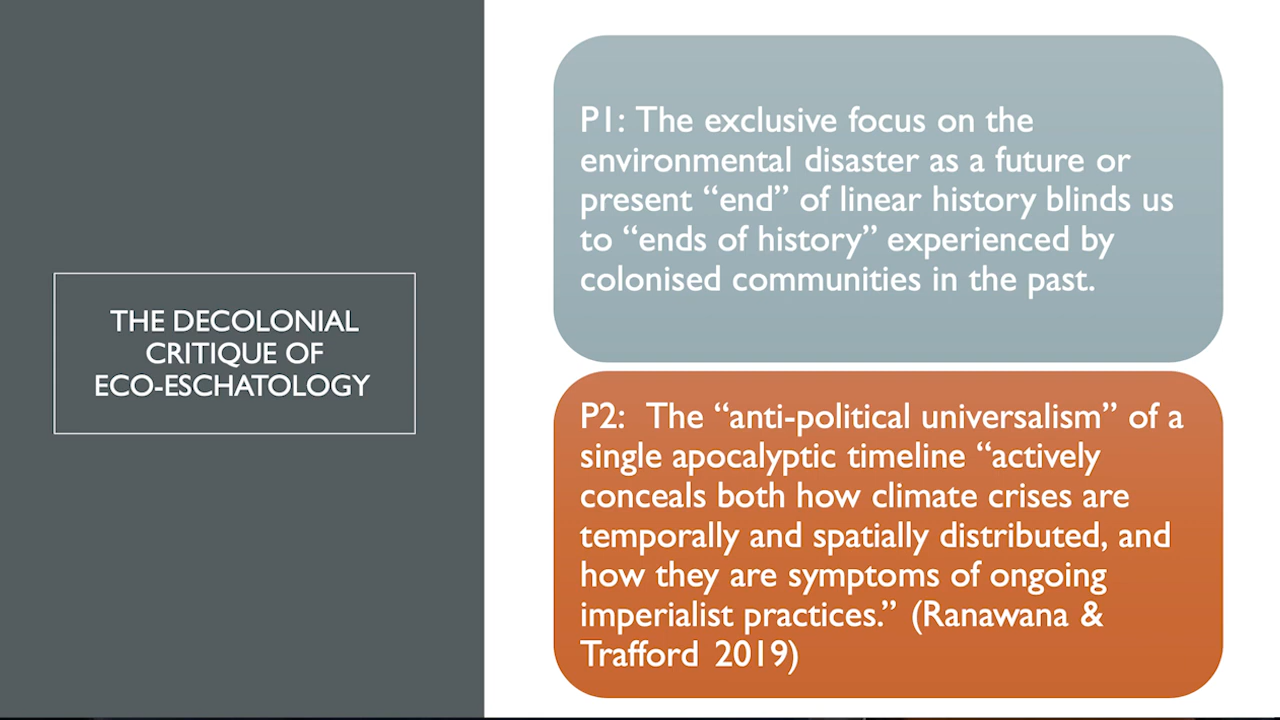 THE DECOLONIAL
CRITIQUE OF
ECO-ESCHATOLOGY
P1: The exclusive focus on the
environmental disaster as a future or
present “end” of linear history blinds us
to “ends of history” experienced by
colonised communities in the past.
P2: The “anti-political universalism” of a
single apocalyptic timeline “actively
conceals both how climate crises are
temporally and spatially distributed, and
how they are symptoms of ongoing
imperialist practices.” (Ranawana &
Trafford 2019)